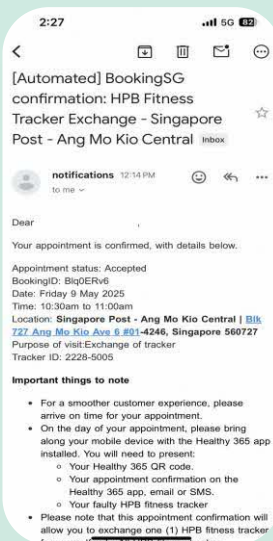 2:27
5G 82
[Automated] BookingSG
confirmation: HPB Fitness
Tracker Exchange - Singapore
Post - Ang Mo Kio Central Inbox
notifications 12:14 PM
to me
Dear ,
Your appointment is confirmed, with details below.
Appointment status: Accepted
BookingID: BIq0ERv6
Date: Friday 9 May 2025
Time: 10:30am to 11:00am
Location: Singapore Post - Ang Mo Kio Central | Blk
727 Ang Mo Kio Ave 6 #01-4246, Singapore 560727
Purpose of visit:Exchange of tracker
Tracker ID: 2228-5005
Important things to note
• For a smoother customer experience, please
arrive on time for your appointment.
• On the day of your appointment, please bring
along your mobile device with the Healthy 365 app
installed. You will need to present:
○ Your Healthy 365 QR code.
○ Your appointment confirmation on the
Healthy 365 app, email or SMS.
○ Your faulty HPB fitness tracker
• Please note that this appointment confirmation will
allow you to exchange one (1) HPB fitness tracker